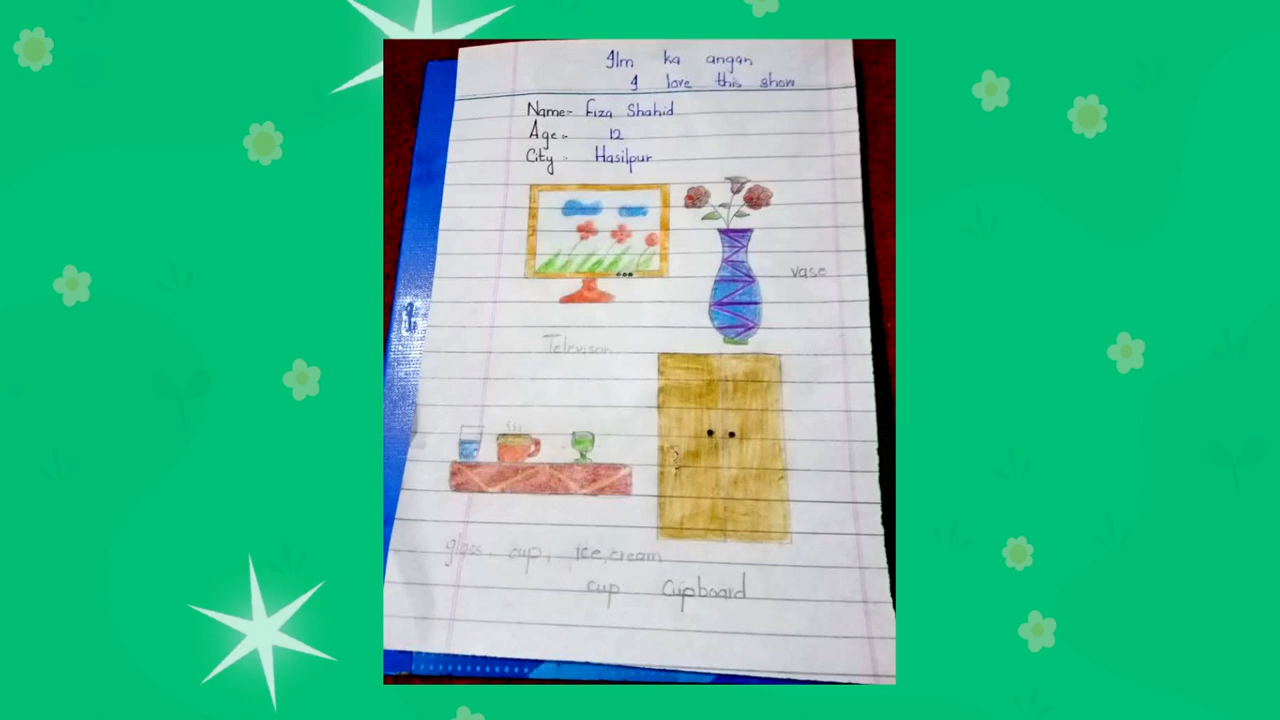 Ilm ka angan
I love this show
Name:- Fiza Shahid
Age:- 12
City:- Hasilpur
vase
Televison
glass, cup, ice cream
cup Cupboard